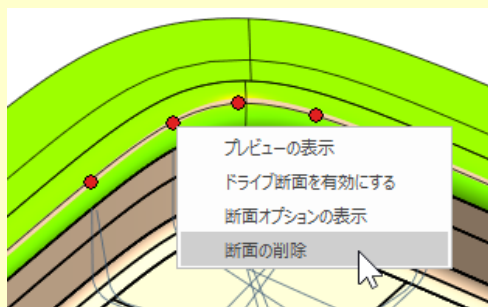 プレビューの表示
ドライブ断面を有効にする
断面オプションの表示
断面の削除